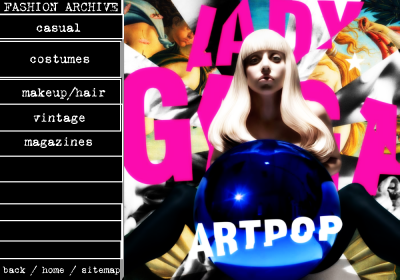 FASHION ARCHIVE
casual
costumes
makeup/hair
vintage
magazines
back / home / sitemap
LADY
GAGA
ARTPOP